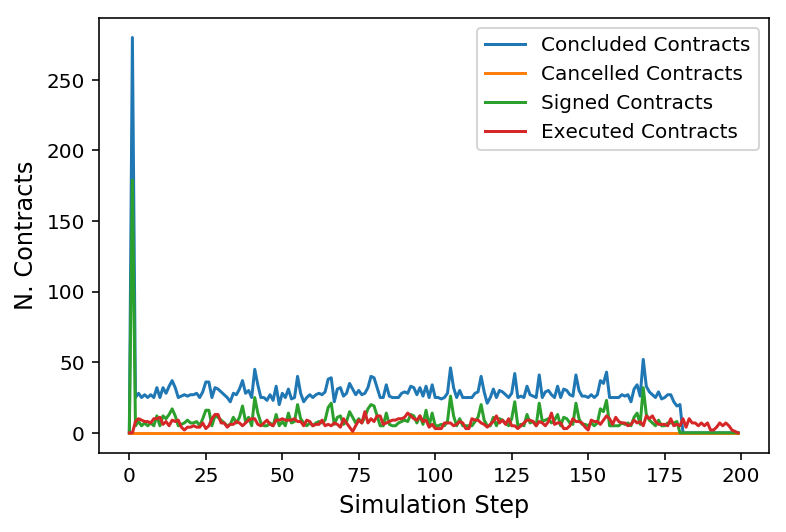 Concluded Contracts
Cancelled Contracts
Signed Contracts
Executed Contracts
N. Contracts
250
200
150
100
50
0
0 25 50 75 100 125 150 175 200
Simulation Step